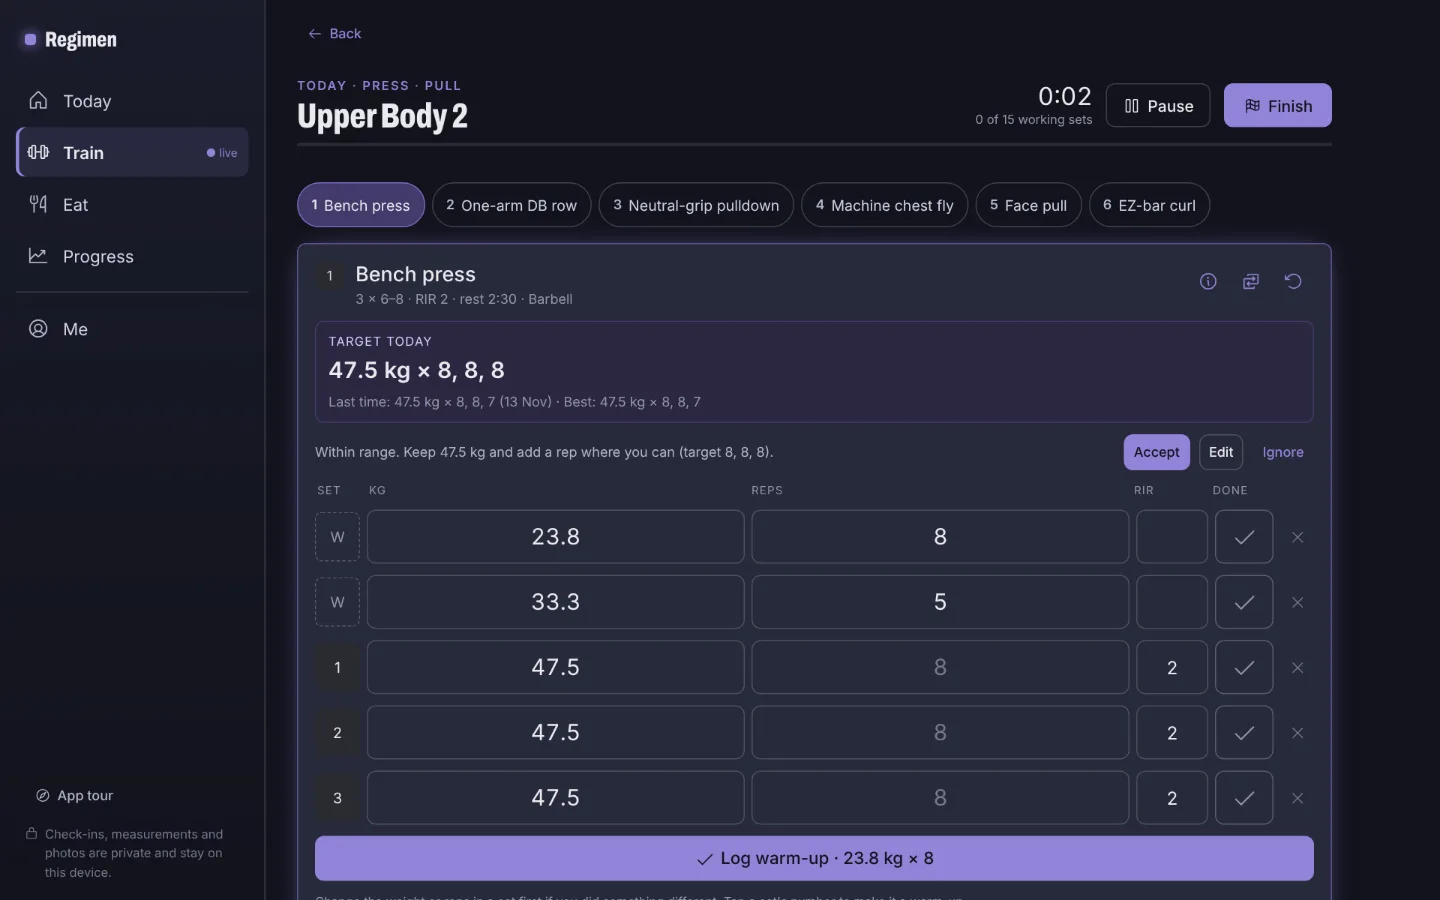 Regimen
Today
Train
live
Eat
Progress
Me
App tour
Check-ins, measurements and
photos are private and stay on
this device.
Back
TODAY · PRESS · PULL
Upper Body 2
0:02
0 of 15 working sets
Pause
Finish
1 Bench press
2 One-arm DB row
3 Neutral-grip pulldown
4 Machine chest fly
5 Face pull
6 EZ-bar curl
1
Bench press
3 × 6–8 · RIR 2 · rest 2:30 · Barbell
TARGET TODAY
47.5 kg × 8, 8, 8
Last time: 47.5 kg × 8, 8, 7 (13 Nov) · Best: 47.5 kg × 8, 8, 7
Within range. Keep 47.5 kg and add a rep where you can (target 8, 8, 8).
Accept
Edit
Ignore
SET KG REPS RIR DONE
W 23.8 8
W 33.3 5
1 47.5 8 2
2 47.5 8 2
3 47.5 8 2
Log warm-up · 23.8 kg × 8